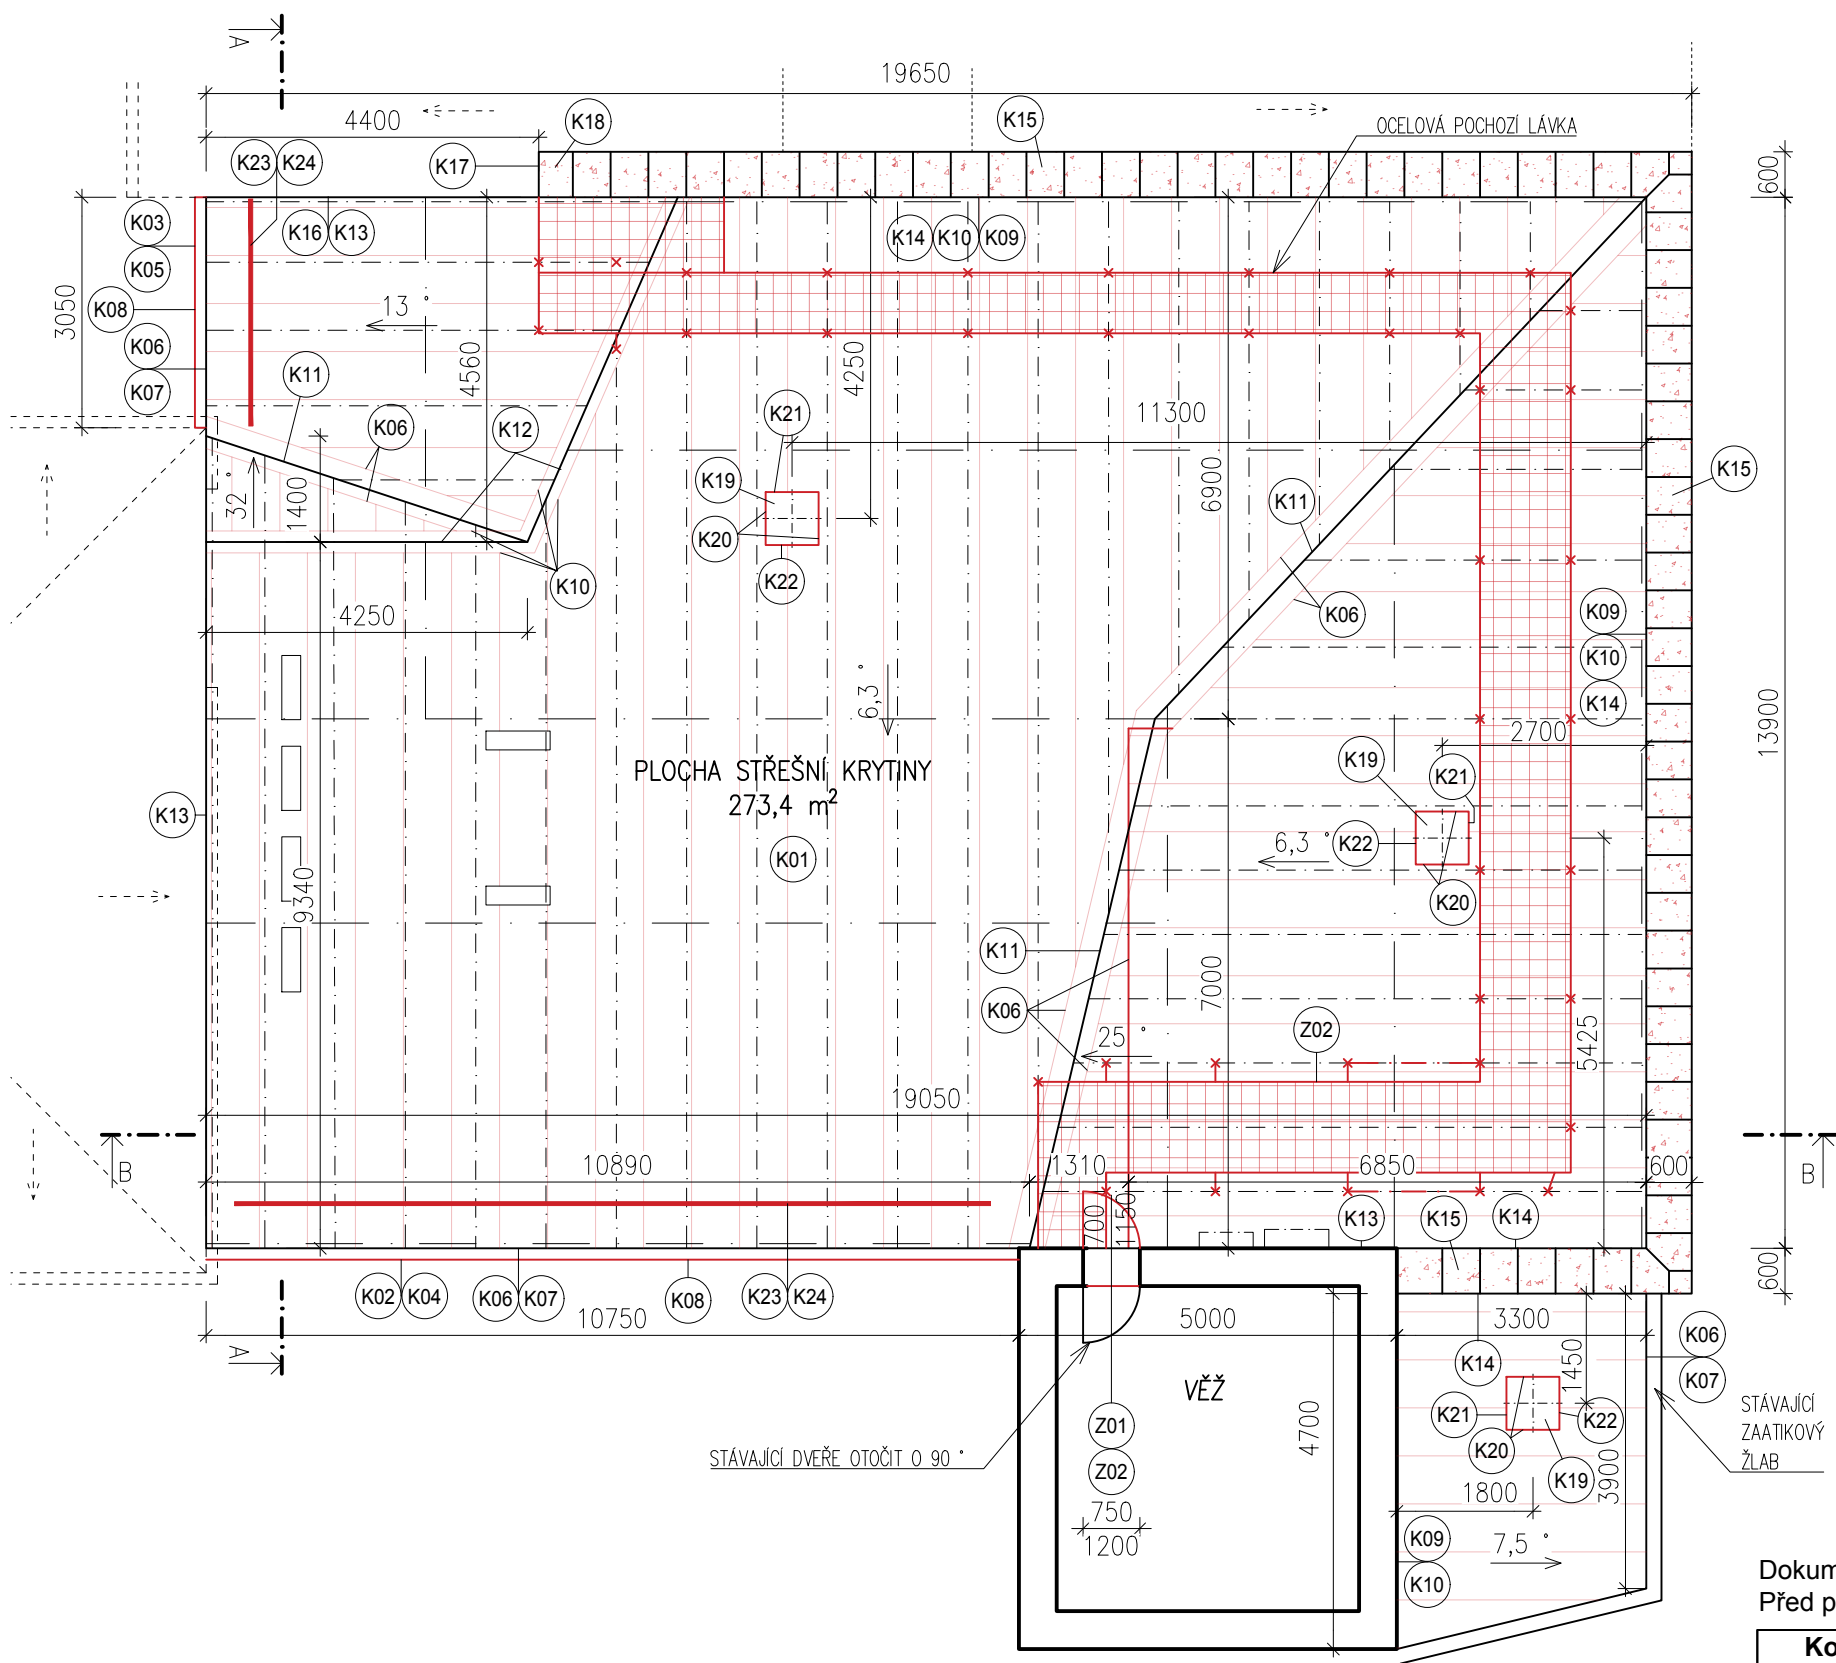 A
19650
4400
K18
K15
OCELOVÁ POCHOZÍ LÁVKA
K23 K24
K17
600
K03
K16 K13
K14 K10 K09
K05
3050
K08
13 °
K06
K07
K11
4560
4250
K06
K12
K21
11300
K15
32 °
1400
K19
6900
K11
K20
K22
K10
K06
K09
4250
K10
6,3 °
K14
13900
2700
PLOCHA STŘEŠNÍ KRYTINY
273,4 m²
K19
K21
K13
K01
6,3 °
K22
9340
K20
K11
7000
K06
Z02
25 °
5425
19050
B
10890
1310
6850
600
B
700
1150
K13
K15
K14
K02 K04
K06 K07
K08
K23 K24
600
10750
5000
3300
A
K06
K14
1450
K07
VĚŽ
K21
K22
STÁVAJÍCÍ
ZAATIKOVÝ
ŽLAB
Z01
4700
K20
STÁVAJÍCÍ DVEŘE OTOČIT O 90 °
Z02
K19
3900
1800
750
1200
K09
7,5 °
K10
Dokum
Před p
Ko